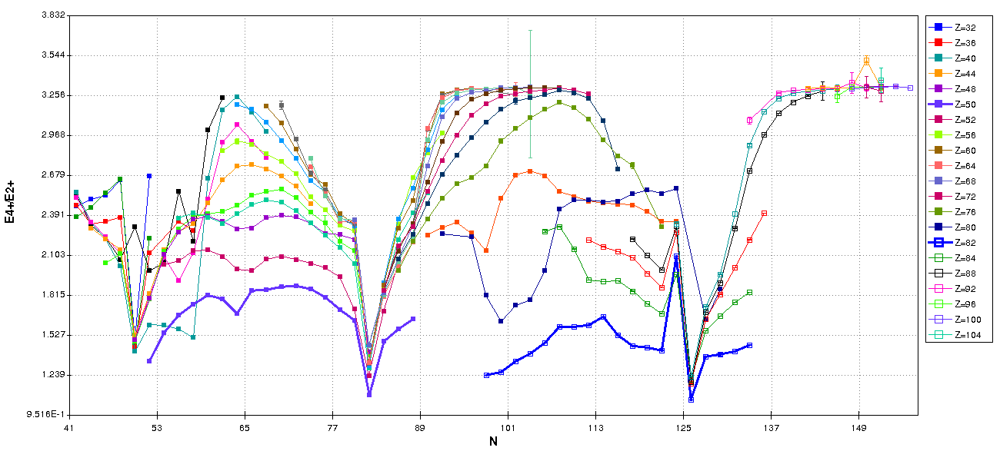 3.832
3.544
3.256
2.968
2.679
2.391
2.103
1.815
1.527
1.239
9.516E-1
E4+/E2+
41
53
65
77
89
101
113
125
137
149
N
Z=32
Z=36
Z=40
Z=44
Z=48
Z=50
Z=52
Z=56
Z=60
Z=64
Z=68
Z=72
Z=76
Z=80
Z=82
Z=84
Z=88
Z=92
Z=96
Z=100
Z=104